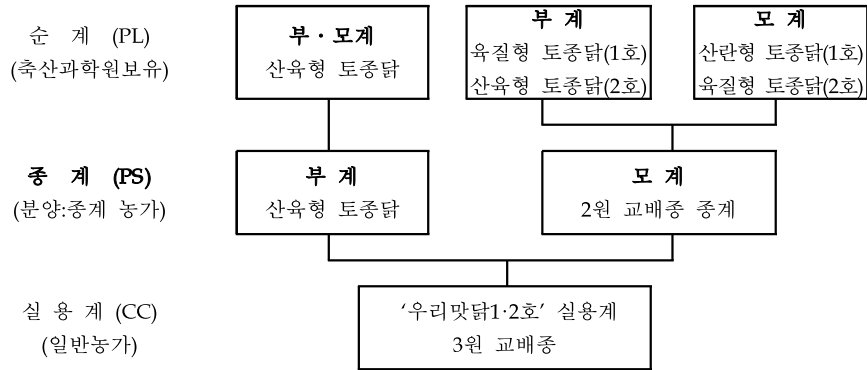 순 계 (PL)
(축산과학원보유)
부·모계
산육형 토종닭
부 계
육질형 토종닭(1호)
산육형 토종닭(2호)
모 계
산란형 토종닭(1호)
육질형 토종닭(2호)
종 계 (PS)
(분양:종계 농가)
부 계
산육형 토종닭
모 계
2원 교배종 종계
실 용 계 (CC)
(일반농가)
‘우리맛닭1·2호’ 실용계
3원 교배종